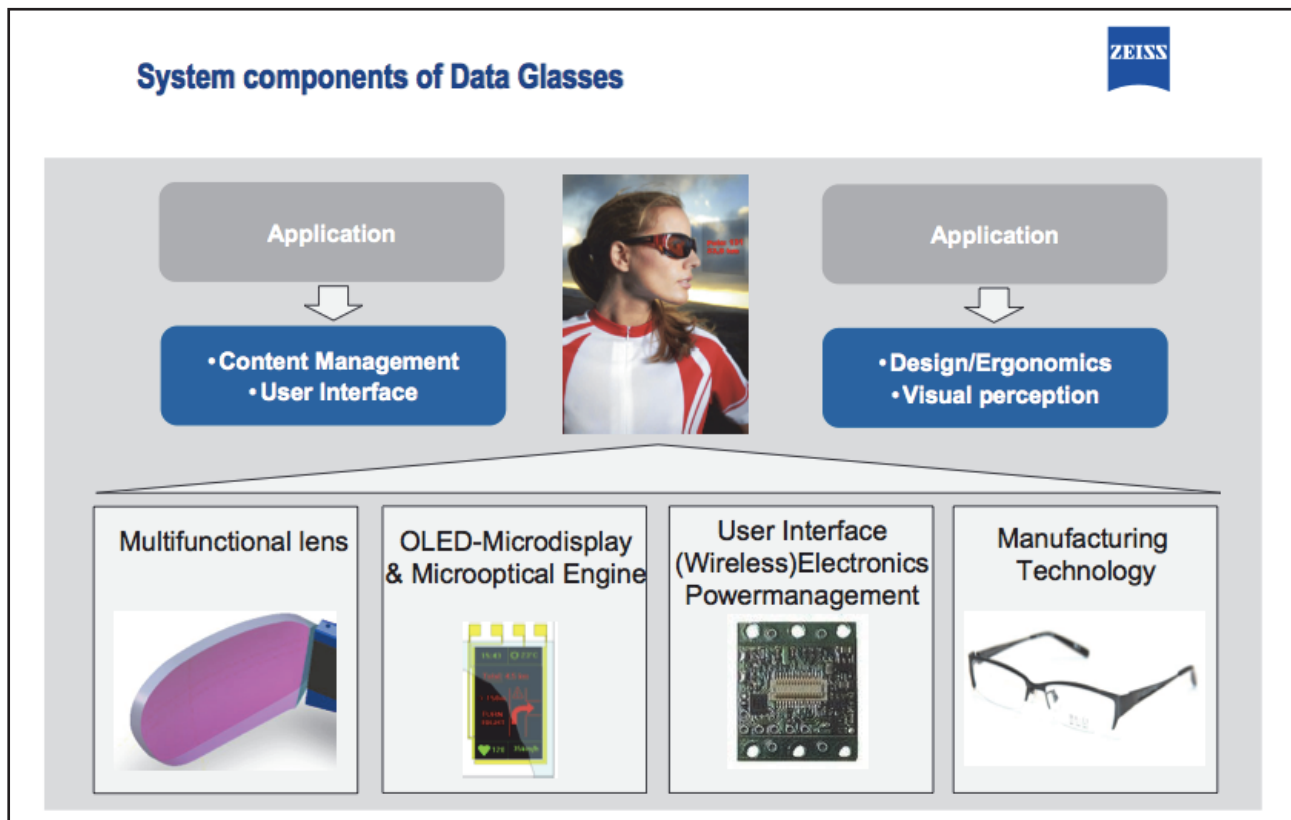 ZEISS
System components of Data Glasses
Application
• Content Management
• User Interface
Application
• Design/Ergonomics
• Visual perception
Multifunctional lens
OLED-Microdisplay
& Microoptical Engine
User Interface
(Wireless)Electronics
Powermanagement
Manufacturing
Technology